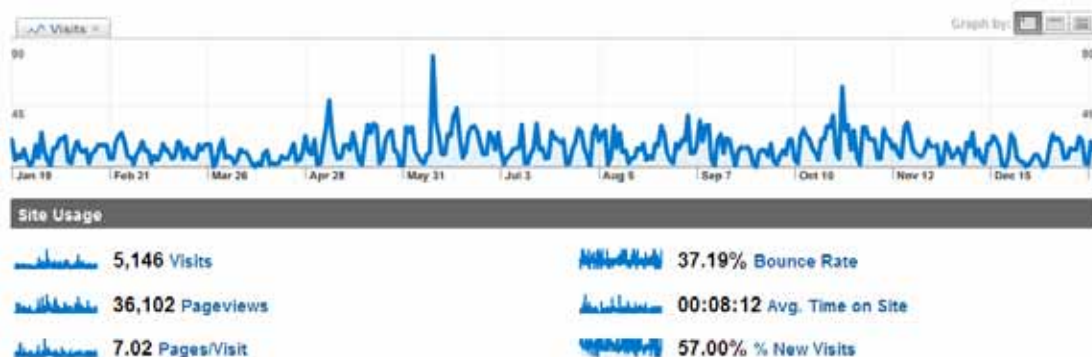 Visits
Graph by:
90
90
45
45
Jan 19 Feb 21 Mar 26 Apr 28 May 31 Jul 3 Aug 5 Sep 7 Oct 10 Nov 12 Dec 15
Site Usage
5,146 Visits
37.19% Bounce Rate
36,102 Pageviews
00:08:12 Avg. Time on Site
7.02 Pages/Visit
57.00% % New Visits